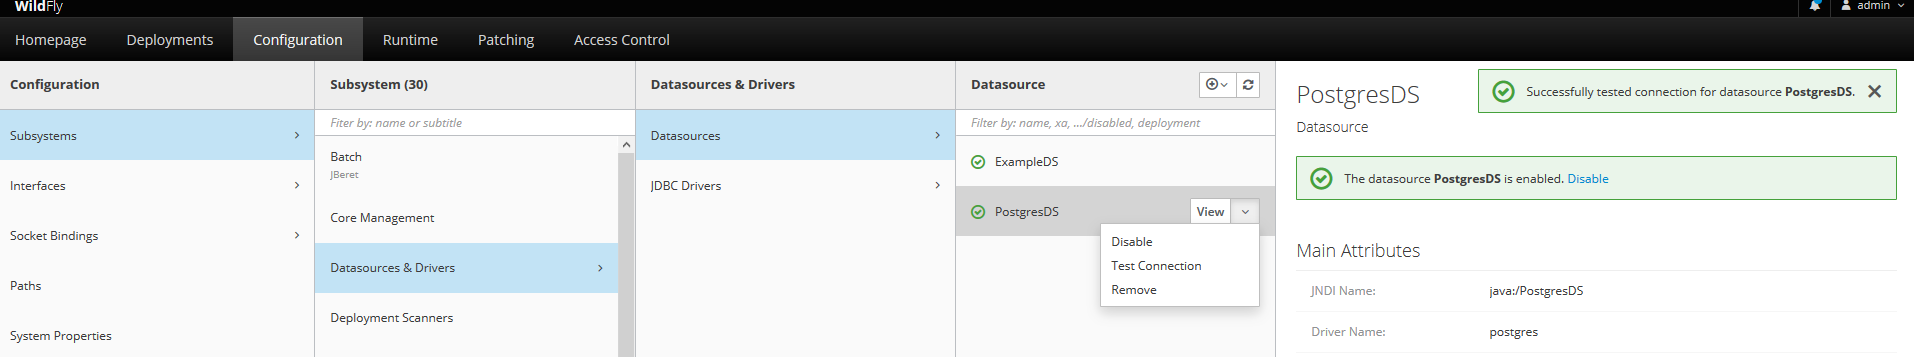 WildFly
admin
Homepage
Deployments
Configuration
Runtime
Patching
Access Control
Configuration
Subsystems
Interfaces
Socket Bindings
Paths
System Properties
Subsystem (30)
Fiter by: name or subtitle
Batch
JBeret
Core Management
Datasources & Drivers
Deployment Scanners
Datasources & Drivers
Datasources
JDBC Drivers
Datasource
Filter by: name, xa, .../disabled, deployment
ExampleDS
PostgresDS
View
Disable
Test Connection
Remove
PostgresDS
Datasource
Successfully tested connection for datasource PostgresDS.
The datasource PostgresDS is enabled. Disable
Main Attributes
JNDI Name: java:/PostgresDS
Driver Name: postgres